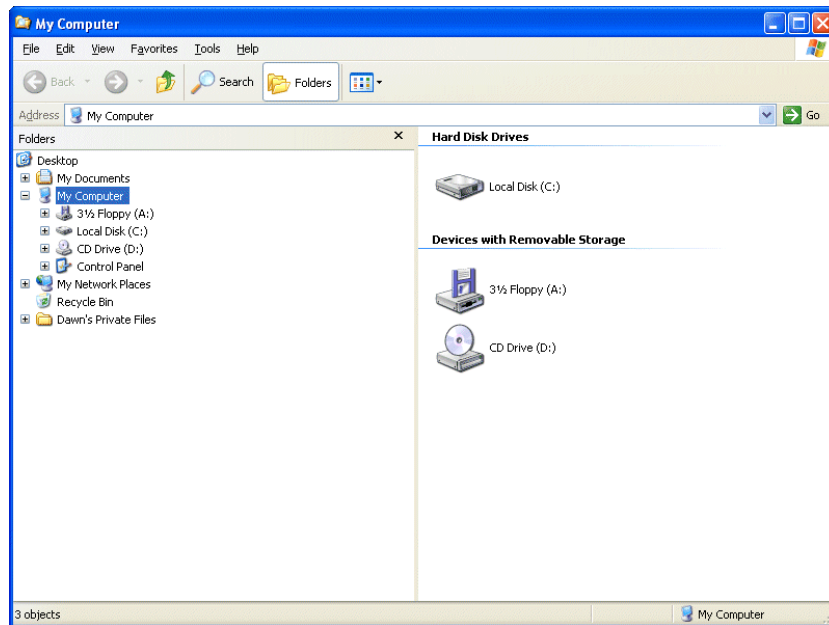 My Computer
File Edit View Favorites Tools Help
Back Search Folders
Address My Computer Go
Folders
Desktop
My Documents
My Computer
3½ Floppy (A:)
Local Disk (C:)
CD Drive (D:)
Control Panel
My Network Places
Recycle Bin
Dawn's Private Files
Hard Disk Drives
Local Disk (C:)
Devices with Removable Storage
3½ Floppy (A:)
CD Drive (D:)
3 objects
My Computer